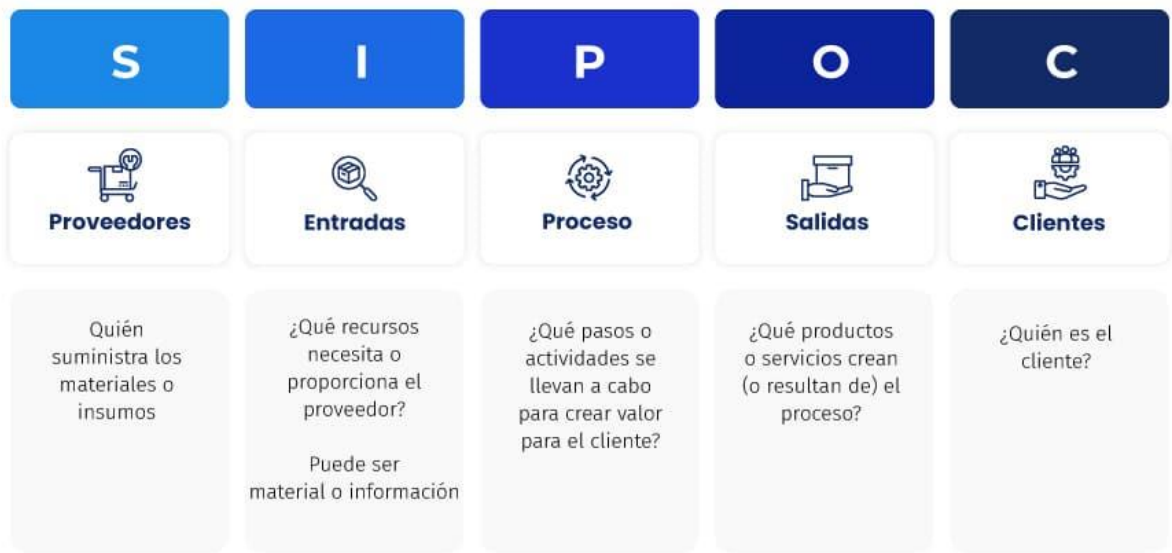 S
I
P
O
C
Proveedores
Entradas
Proceso
Salidas
Clientes
Quién
suministra los
materiales o
insumos
¿Qué recursos
necesita o
proporciona el
proveedor?
Puede ser
material o información
¿Qué pasos o
actividades se
llevan a cabo
para crear valor
para el cliente?
¿Qué productos
o servicios crean
(o resultan de) el
proceso?
¿Quién es el
cliente?